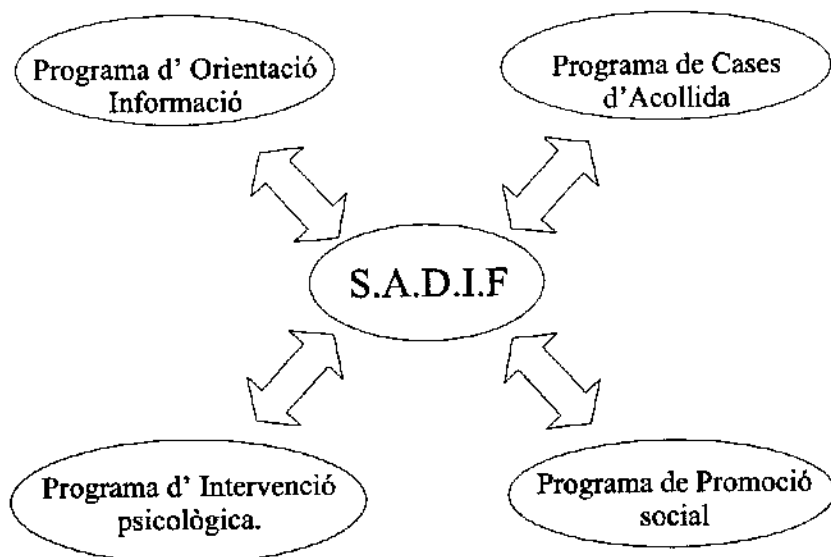 Programa d' Orientació
Informació
Programa de Cases
d'Acollida
S.A.D.I.F
Programa d' Intervenció
psicològica.
Programa de Promoció
social